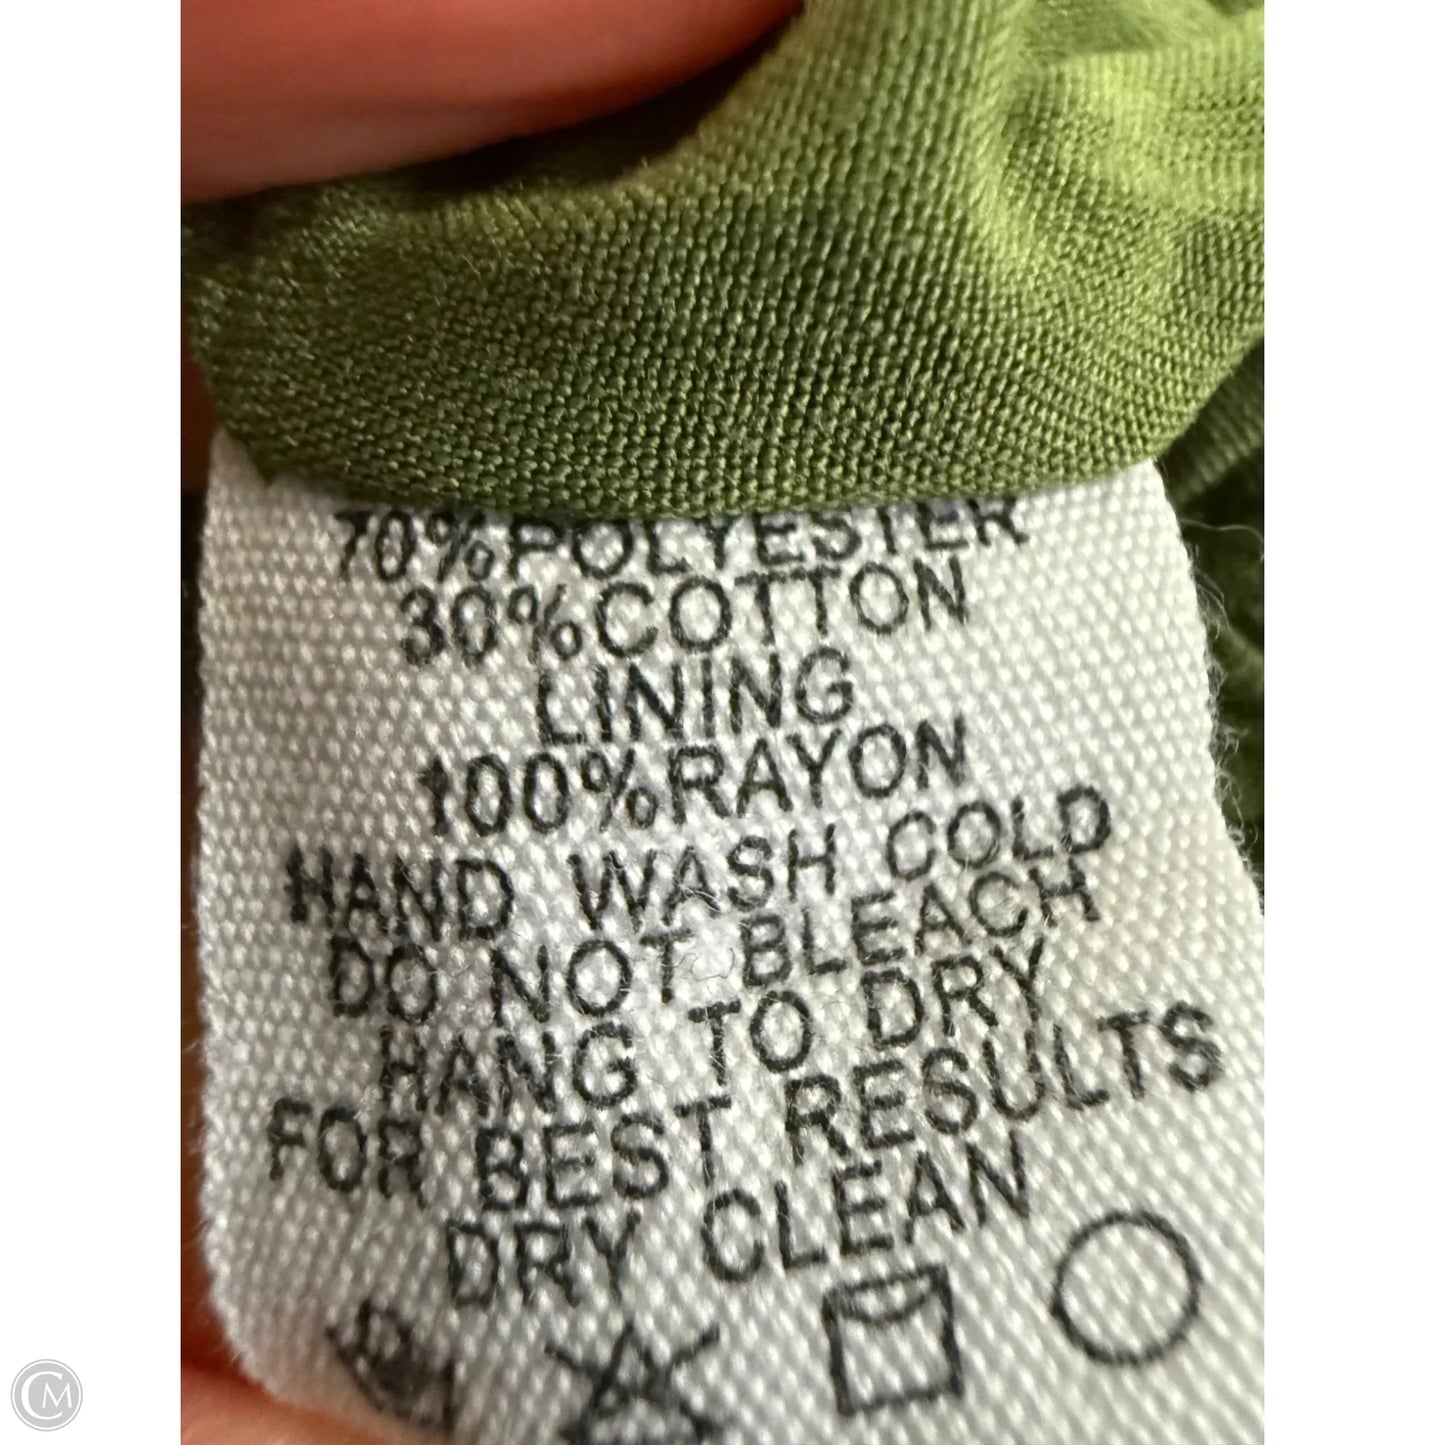 70%POLYESTER
30%COTTON
LINING
100%RAYON
HAND WASH COLD
DO NOT BLEACH
HANG TO DRY
FOR BEST RESULTS
DRY CLEAN
CM